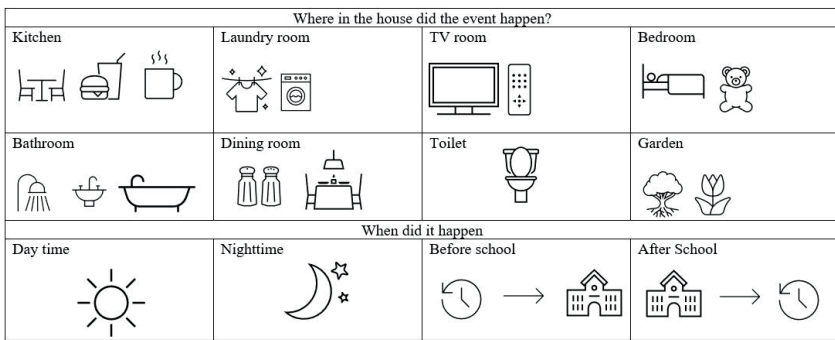 Where in the house did the event happen?
Kitchen
Laundry room
TV room
Bedroom
Bathroom
Dining room
Toilet
Garden
When did it happen
Day time
Nighttime
Before school
After School